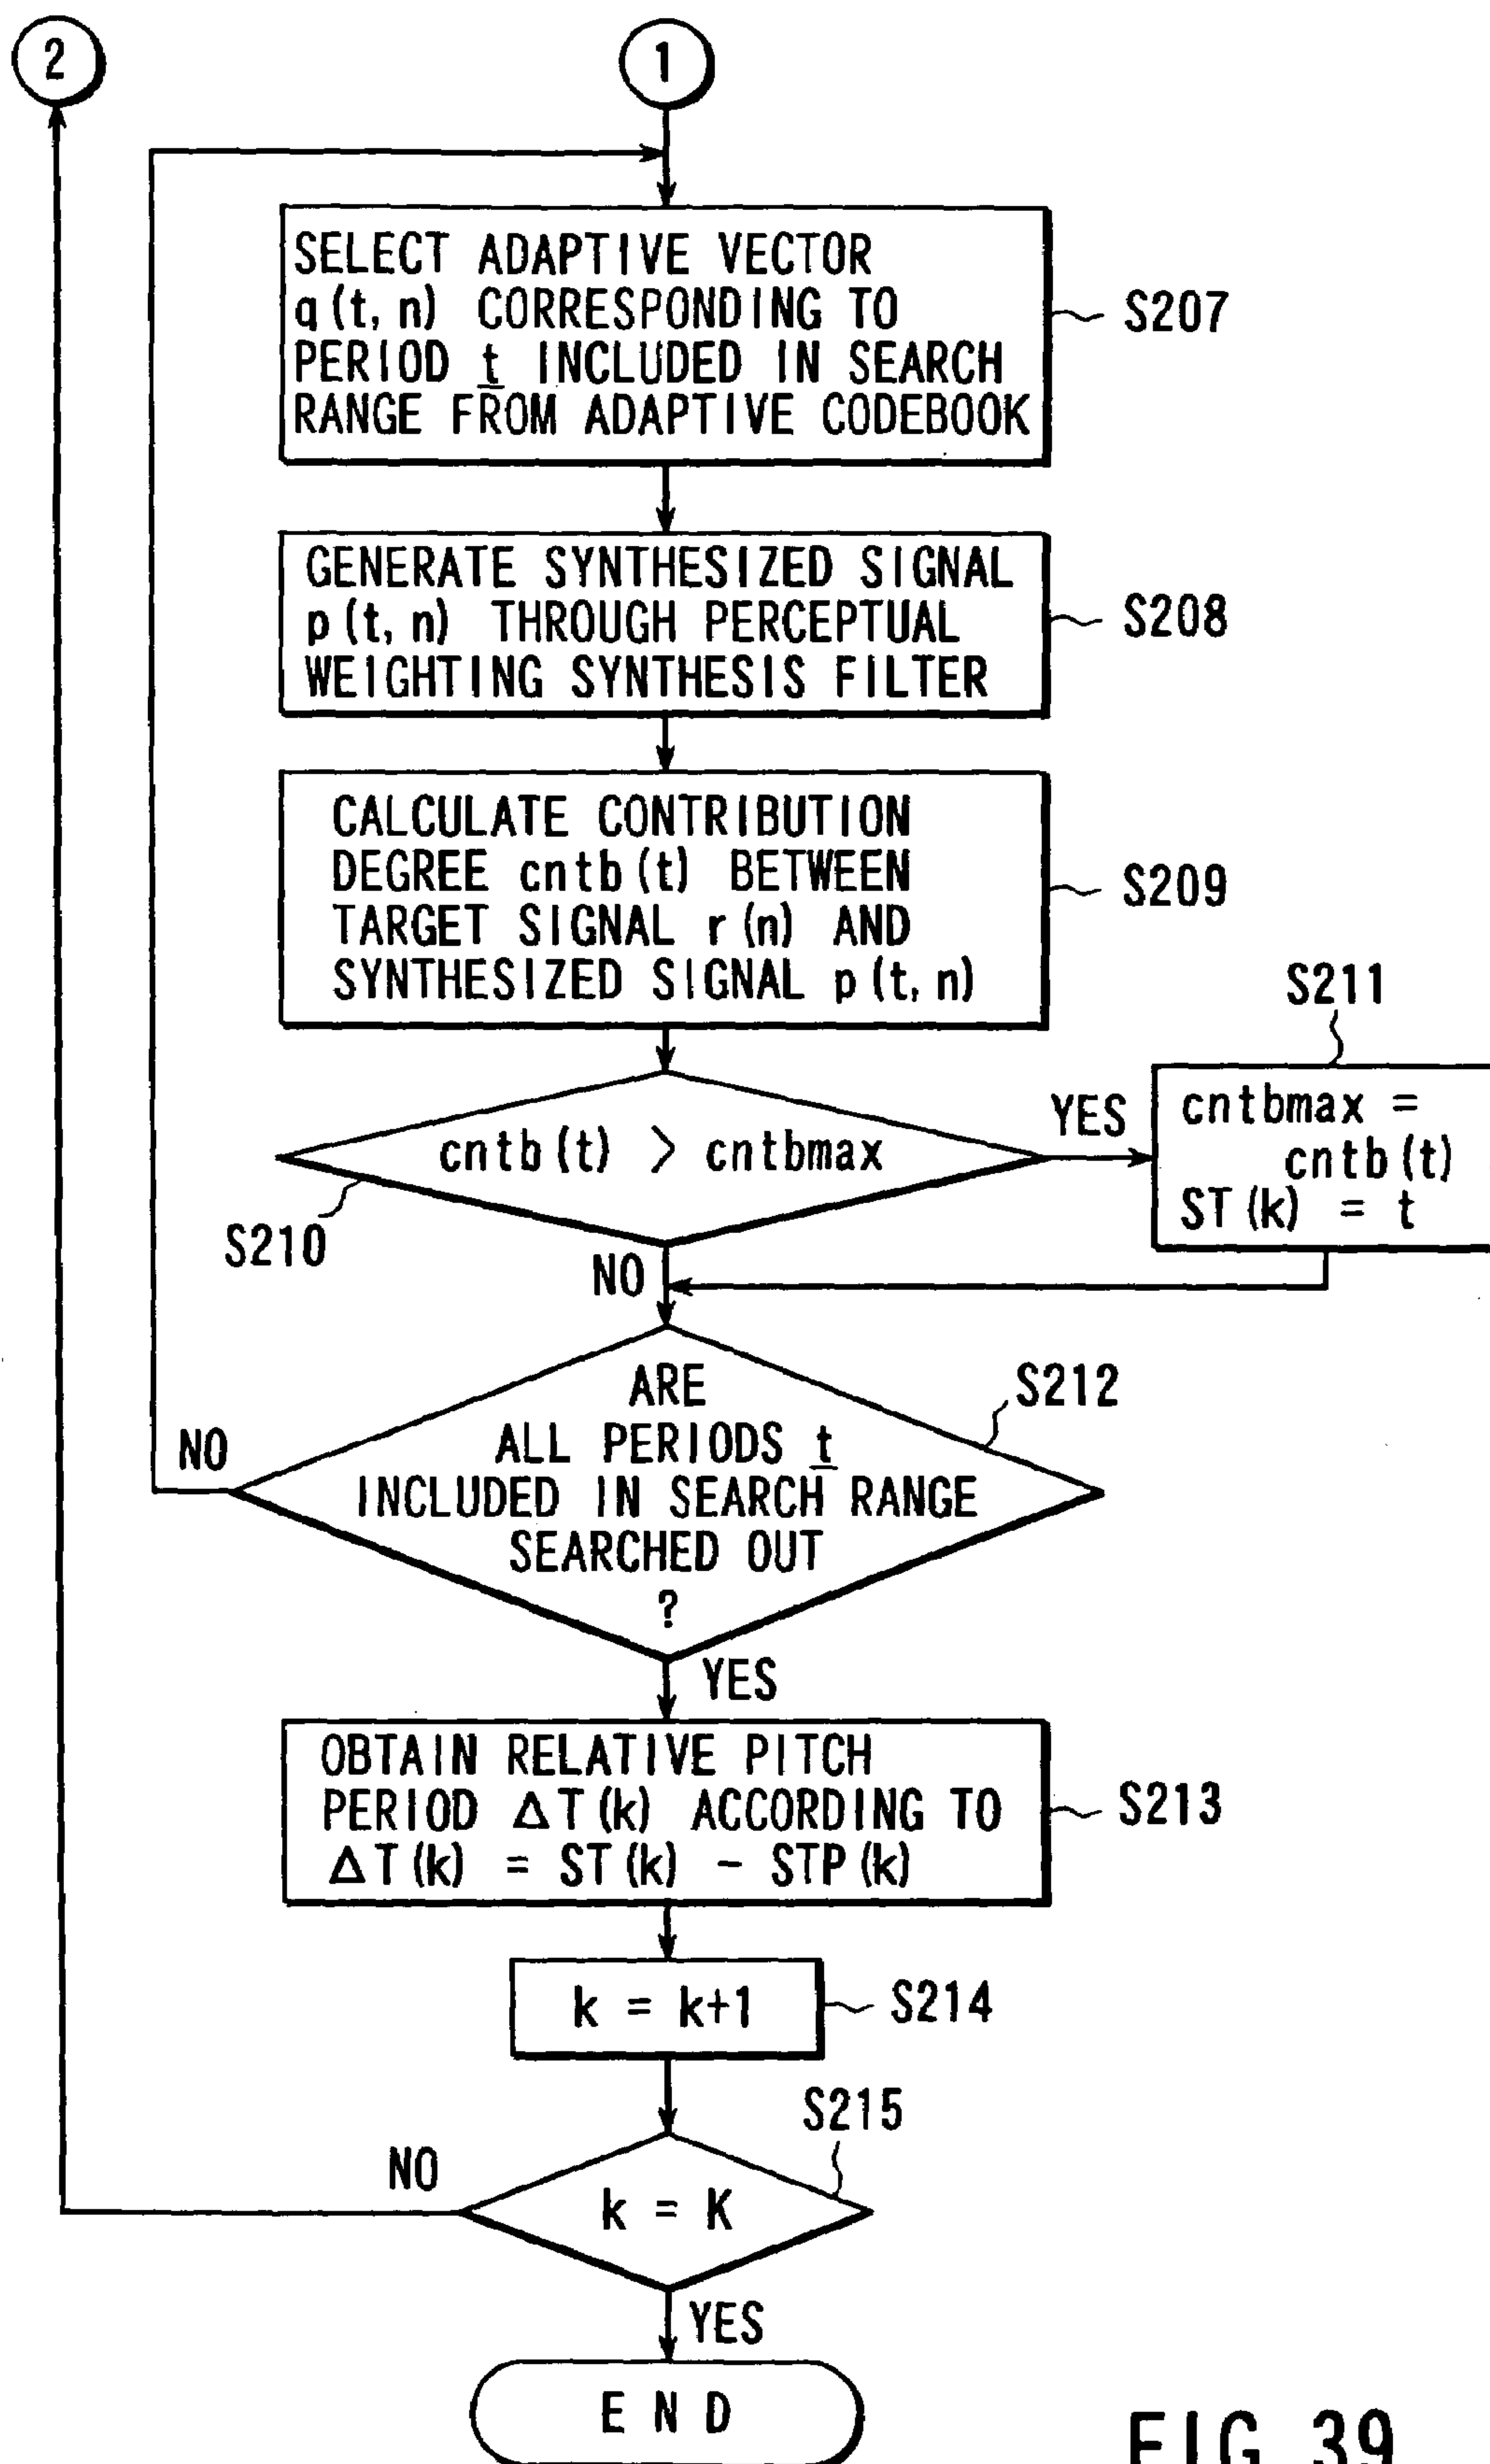 2
1
SELECT ADAPTIVE VECTOR
q(t,n) CORRESPONDING TO
PERIOD t INCLUDED IN SEARCH
RANGE FROM ADAPTIVE CODEBOOK
S207
GENERATE SYNTHESIZED SIGNAL
p(t,n) THROUGH PERCEPTUAL
WEIGHTING SYNTHESIS FILTER
S208
CALCULATE CONTRIBUTION
DEGREE cntb(t) BETWEEN
TARGET SIGNAL r(n) AND
SYNTHESIZED SIGNAL p(t,n)
S209
S211
cntb(t) > cntbmax
YES
cntbmax =
cntb(t)
ST(k) = t
S210
NO
ARE
ALL PERIODS t
INCLUDED IN SEARCH RANGE
SEARCHED OUT
?
S212
NO
YES
OBTAIN RELATIVE PITCH
PERIOD ΔT(k) ACCORDING TO
ΔT(k) = ST(k) - STP(k)
S213
k = k+1
S214
S215
NO
k = K
YES
END
FIG. 39